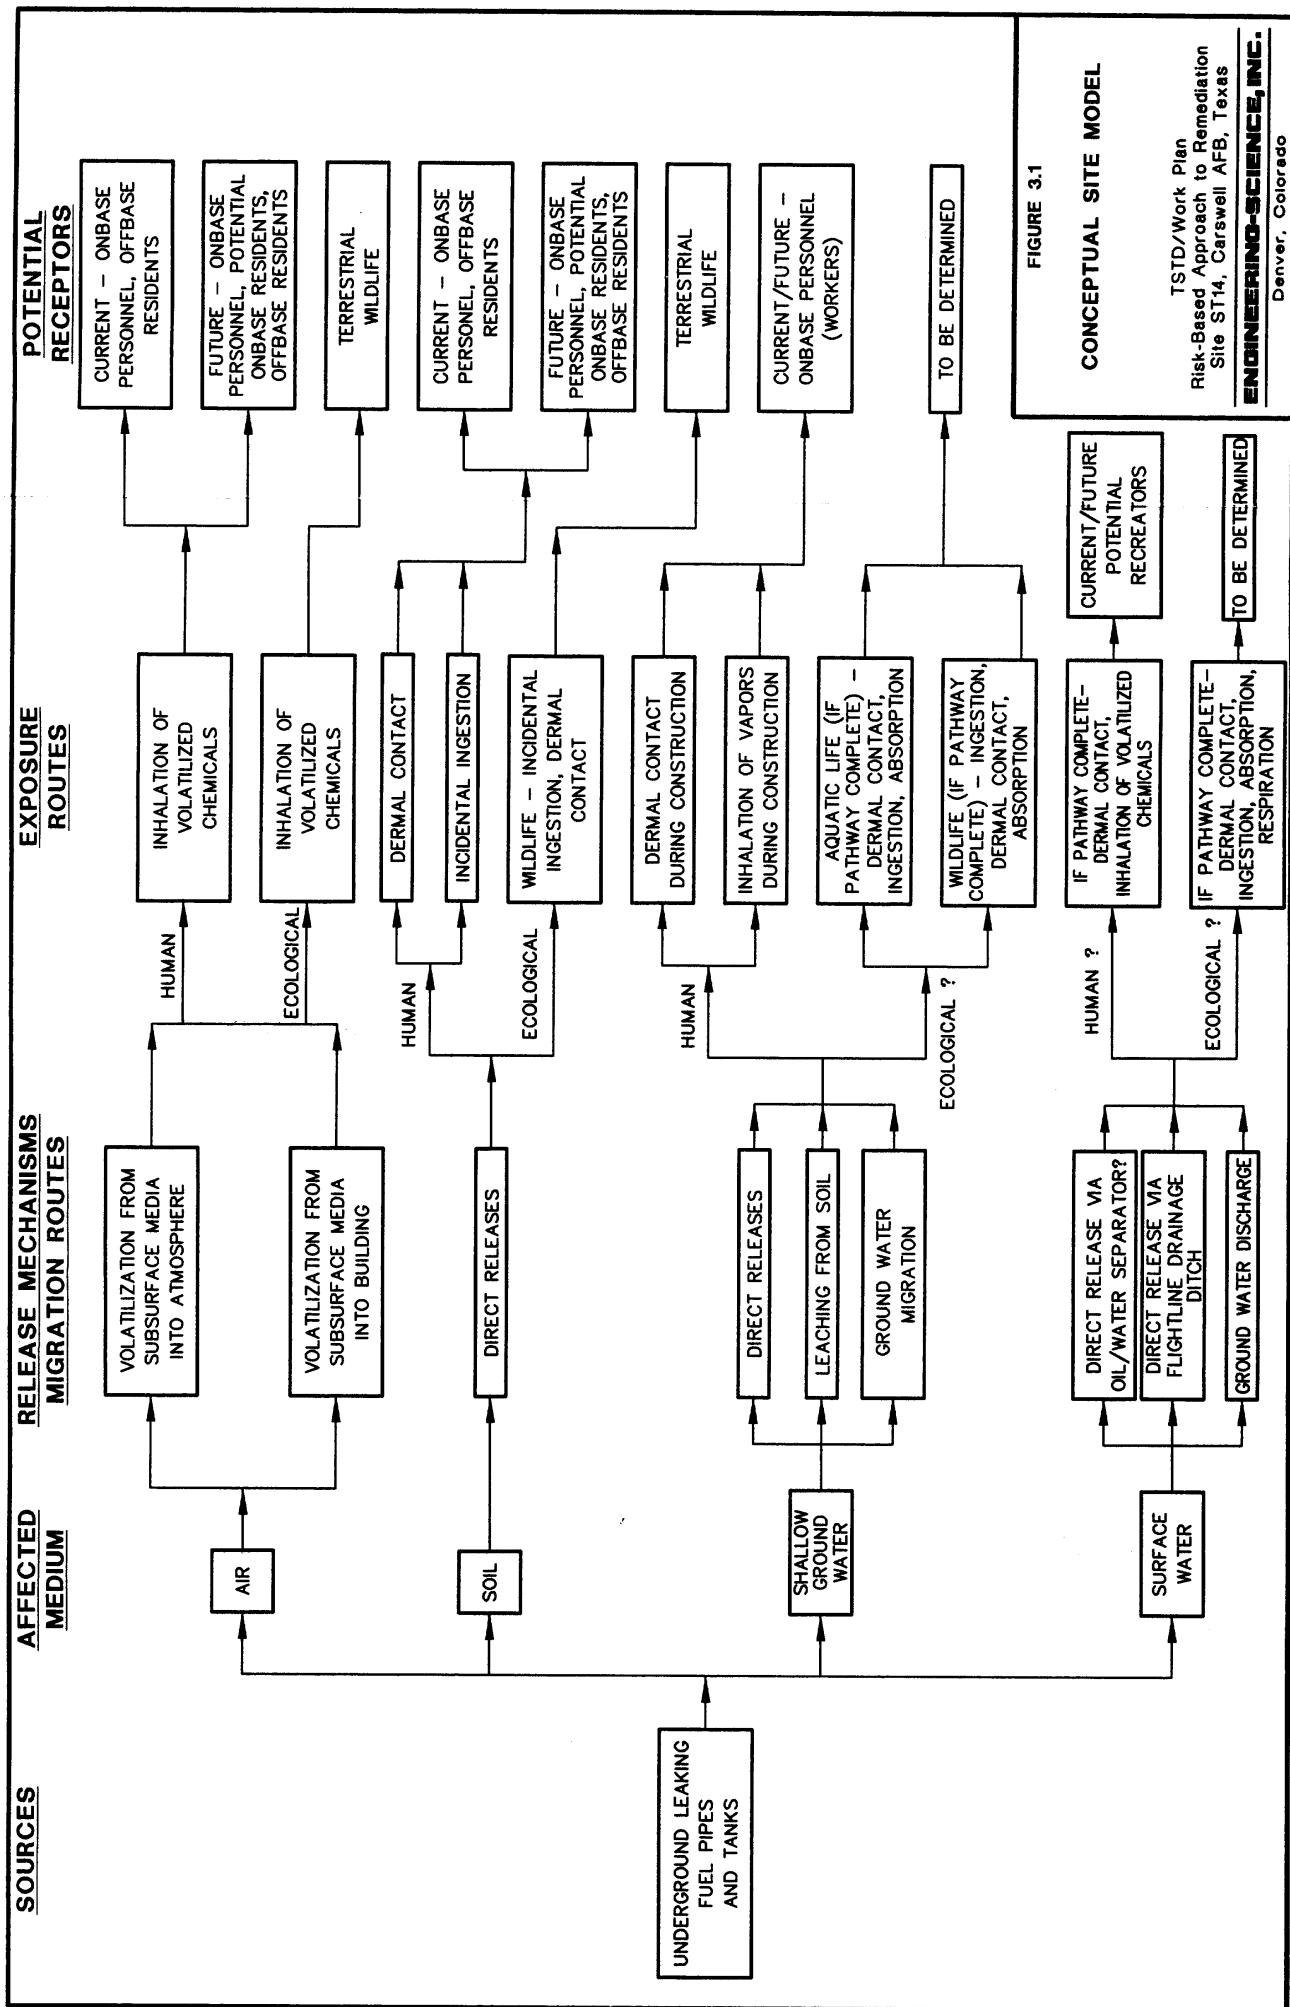 SOURCES
AFFECTED
MEDIUM
RELEASE MECHANISMS
MIGRATION ROUTES
EXPOSURE
ROUTES
POTENTIAL
RECEPTORS
UNDERGROUND LEAKING
FUEL PIPES
AND TANKS
AIR
VOLATILIZATION FROM
SUBSURFACE MEDIA
INTO ATMOSPHERE
VOLATILIZATION FROM
SUBSURFACE MEDIA
INTO BUILDING
HUMAN
ECOLOGICAL
INHALATION OF
VOLATILIZED
CHEMICALS
INHALATION OF
VOLATILIZED
CHEMICALS
CURRENT – ONBASE
PERSONNEL, OFFBASE
RESIDENTS
FUTURE – ONBASE
PERSONNEL, POTENTIAL
ONBASE RESIDENTS,
OFFBASE RESIDENTS
TERRESTRIAL
WILDLIFE
SOIL
DIRECT RELEASES
HUMAN
ECOLOGICAL
DERMAL CONTACT
INCIDENTAL INGESTION
WILDLIFE – INCIDENTAL
INGESTION, DERMAL
CONTACT
CURRENT – ONBASE
PERSONEL, OFFBASE
RESIDENTS
FUTURE – ONBASE
PERSONNEL, POTENTIAL
ONBASE RESIDENTS,
OFFBASE RESIDENTS
TERRESTRIAL
WILDLIFE
SHALLOW
GROUND
WATER
DIRECT RELEASES
LEACHING FROM SOIL
GROUND WATER
MIGRATION
HUMAN
ECOLOGICAL ?
DERMAL CONTACT
DURING CONSTRUCTION
INHALATION OF VAPORS
DURING CONSTRUCTION
AQUATIC LIFE (IF
PATHWAY COMPLETE) –
DERMAL CONTACT,
INGESTION, ABSORPTION
WILDLIFE (IF PATHWAY
COMPLETE) – INGESTION,
DERMAL CONTACT,
ABSORPTION
CURRENT/FUTURE –
ONBASE PERSONNEL
(WORKERS)
TO BE DETERMINED
SURFACE
WATER
DIRECT RELEASE VIA
OIL/WATER SEPARATOR?
DIRECT RELEASE VIA
FLIGHTLINE DRAINAGE
DITCH
GROUND WATER DISCHARGE
HUMAN ?
ECOLOGICAL ?
IF PATHWAY COMPLETE–
DERMAL CONTACT,
INHALATION OF VOLATILIZED
CHEMICALS
IF PATHWAY COMPLETE–
DERMAL CONTACT,
INGESTION, ABSORPTION,
RESPIRATION
CURRENT/FUTURE
POTENTIAL
RECREATORS
TO BE DETERMINED
FIGURE 3.1
CONCEPTUAL SITE MODEL
TSTD/Work Plan
Risk-Based Approach to Remediation
Site ST14, Carswell AFB, Texas
ENGINEERING-SCIENCE, INC.
Denver, Colorado